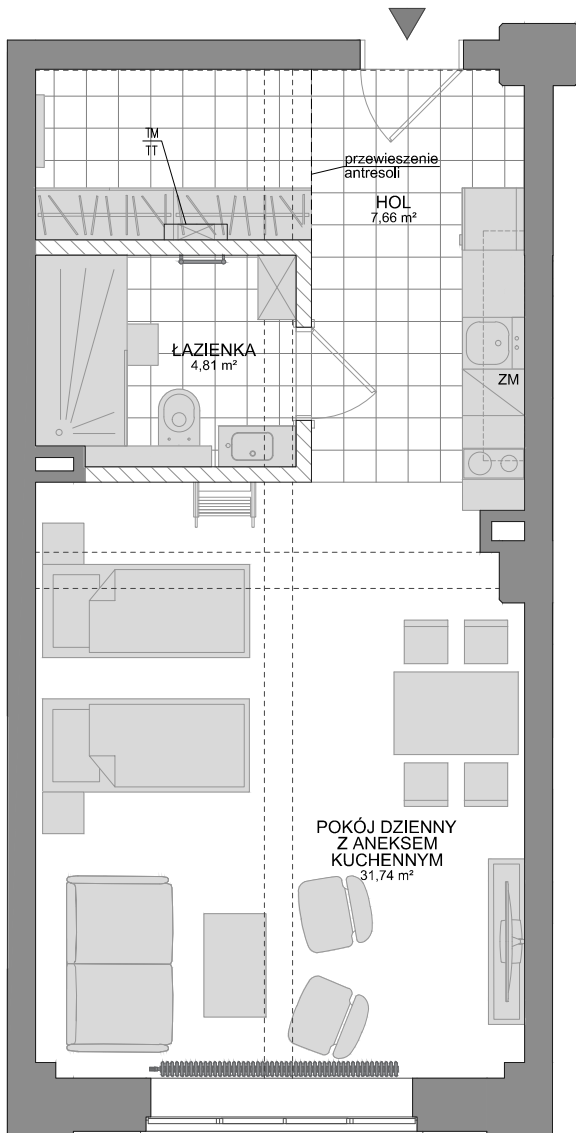 TM
TT
przewieszenie
antresoli
HOL
7,66 m²
ŁAZIENKA
4,81 m²
ZM
POKÓJ DZIENNY
Z ANEKSEM
KUCHENNYM
31,74 m²